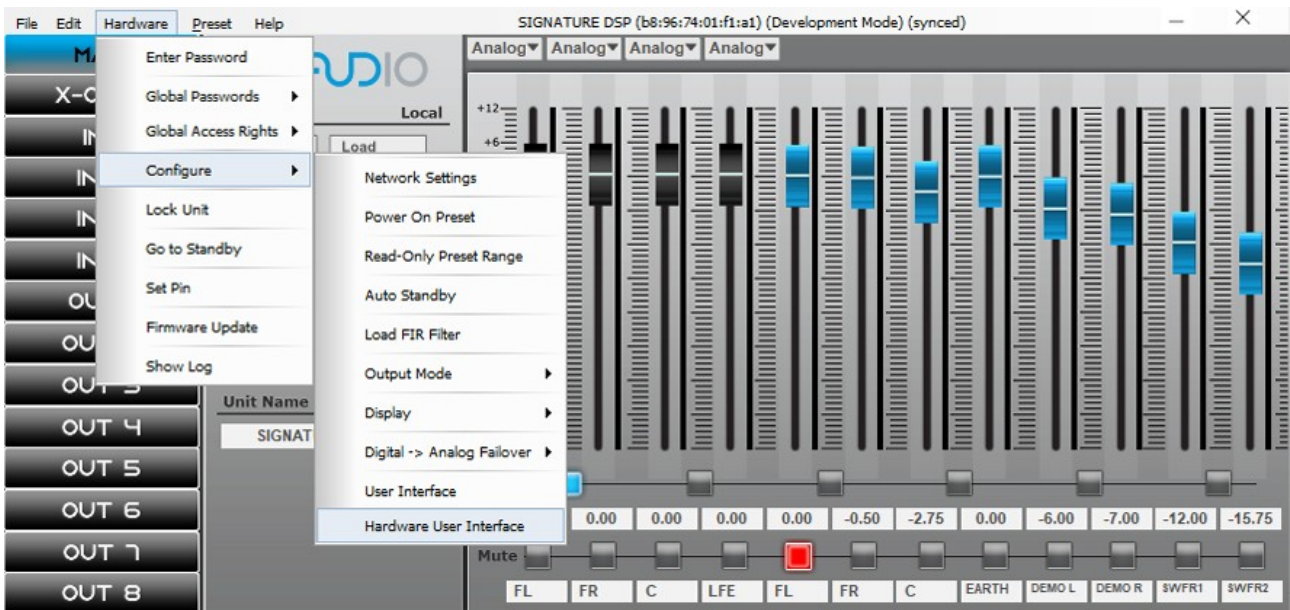 File Edit Hardware Preset Help SIGNATURE DSP (b8:96:74:01:f1:a1) (Development Mode) (synced)
Enter Password
Global Passwords
Global Access Rights
Configure
Lock Unit
Go to Standby
Set Pin
Firmware Update
Show Log
Network Settings
Power On Preset
Read-Only Preset Range
Auto Standby
Load FIR Filter
Output Mode
Display
Digital -> Analog Failover
User Interface
Hardware User Interface
OUT 4
OUT 5
OUT 6
OUT 7
OUT 8
Local
Load
Unit Name
Analog Analog Analog Analog
+12
+6
0.00 0.00 0.00 0.00 -0.50 -2.75 0.00 -6.00 -7.00 -12.00 -15.75
Mute
FL FR C LFE FL FR C EARTH DEMO L DEMO R SWFR1 SWFR2